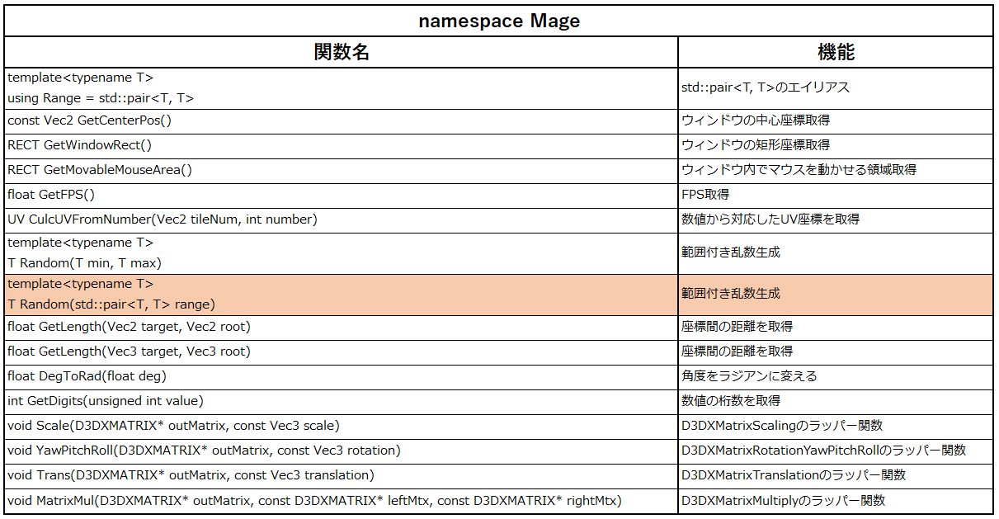 namespace Mage
関数名
機能
template<typename T>
using Range = std::pair<T, T>
std::pair<T, T>のエイリアス
const Vec2 GetCenterPos()
ウィンドウの中心座標取得
RECT GetWindowRect()
ウィンドウの矩形座標取得
RECT GetMovableMouseArea()
ウィンドウ内でマウスを動かせる領域取得
float GetFPS()
FPS取得
UV CulcUVFromNumber(Vec2 tileNum, int number)
数値から対応したUV座標を取得
template<typename T>
T Random(T min, T max)
範囲付き乱数生成
template<typename T>
T Random(std::pair<T, T> range)
範囲付き乱数生成
float GetLength(Vec2 target, Vec2 root)
座標間の距離を取得
float GetLength(Vec3 target, Vec3 root)
座標間の距離を取得
float DegToRad(float deg)
角度をラジアンに変える
int GetDigits(unsigned int value)
数値の桁数を取得
void Scale(D3DXMATRIX* outMatrix, const Vec3 scale)
D3DXMatrixScalingのラッパー関数
void YawPitchRoll(D3DXMATRIX* outMatrix, const Vec3 rotation)
D3DXMatrixRotationYawPitchRollのラッパー関数
void Trans(D3DXMATRIX* outMatrix, const Vec3 translation)
D3DXMatrixTranslationのラッパー関数
void MatrixMul(D3DXMATRIX* outMatrix, const D3DXMATRIX* leftMtx, const D3DXMATRIX* rightMtx)
D3DXMatrixMultiplyのラッパー関数